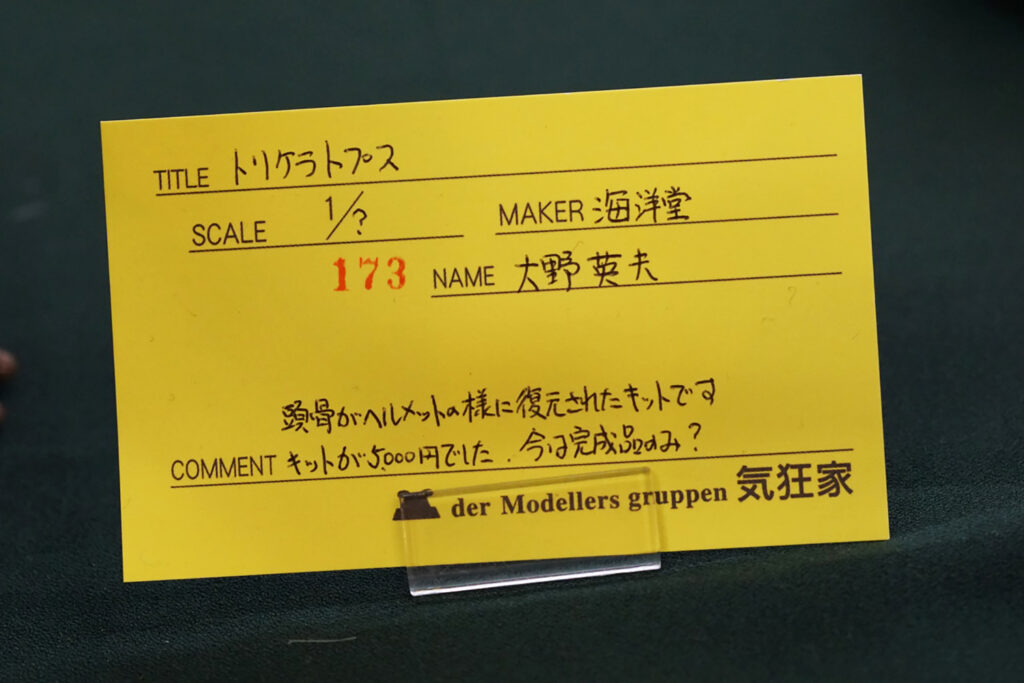 TITLE トリケラトプス
SCALE 1/? MAKER 海洋堂
173 NAME 大野英夫
頭骨がヘルメットの様に復元されたキットです
COMMENT キットが5,000円でした. 今は完成品のみ?
der Modellers gruppen 気狂家